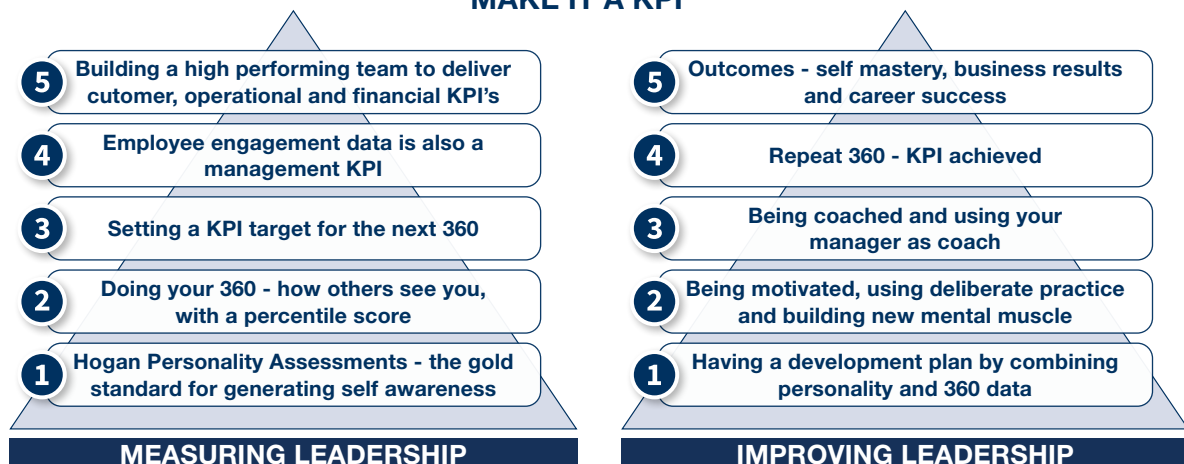 MAKE IT A KPI
5
Building a high performing team to deliver
cutomer, operational and financial KPI's
4
Employee engagement data is also a
management KPI
3
Setting a KPI target for the next 360
2
Doing your 360 - how others see you,
with a percentile score
1
Hogan Personality Assessments - the gold
standard for generating self awareness
MEASURING LEADERSHIP
5
Outcomes - self mastery, business results
and career success
4
Repeat 360 - KPI achieved
3
Being coached and using your
manager as coach
2
Being motivated, using deliberate practice
and building new mental muscle
1
Having a development plan by combining
personality and 360 data
IMPROVING LEADERSHIP